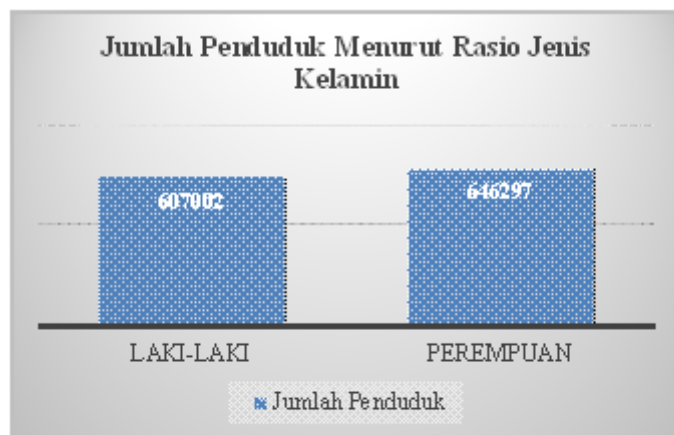 Jumlah Penduduk Menurut Rasio Jenis
Kelamin
607002
646297
LAKI-LAKI
PEREMPUAN
Jumlah Penduduk